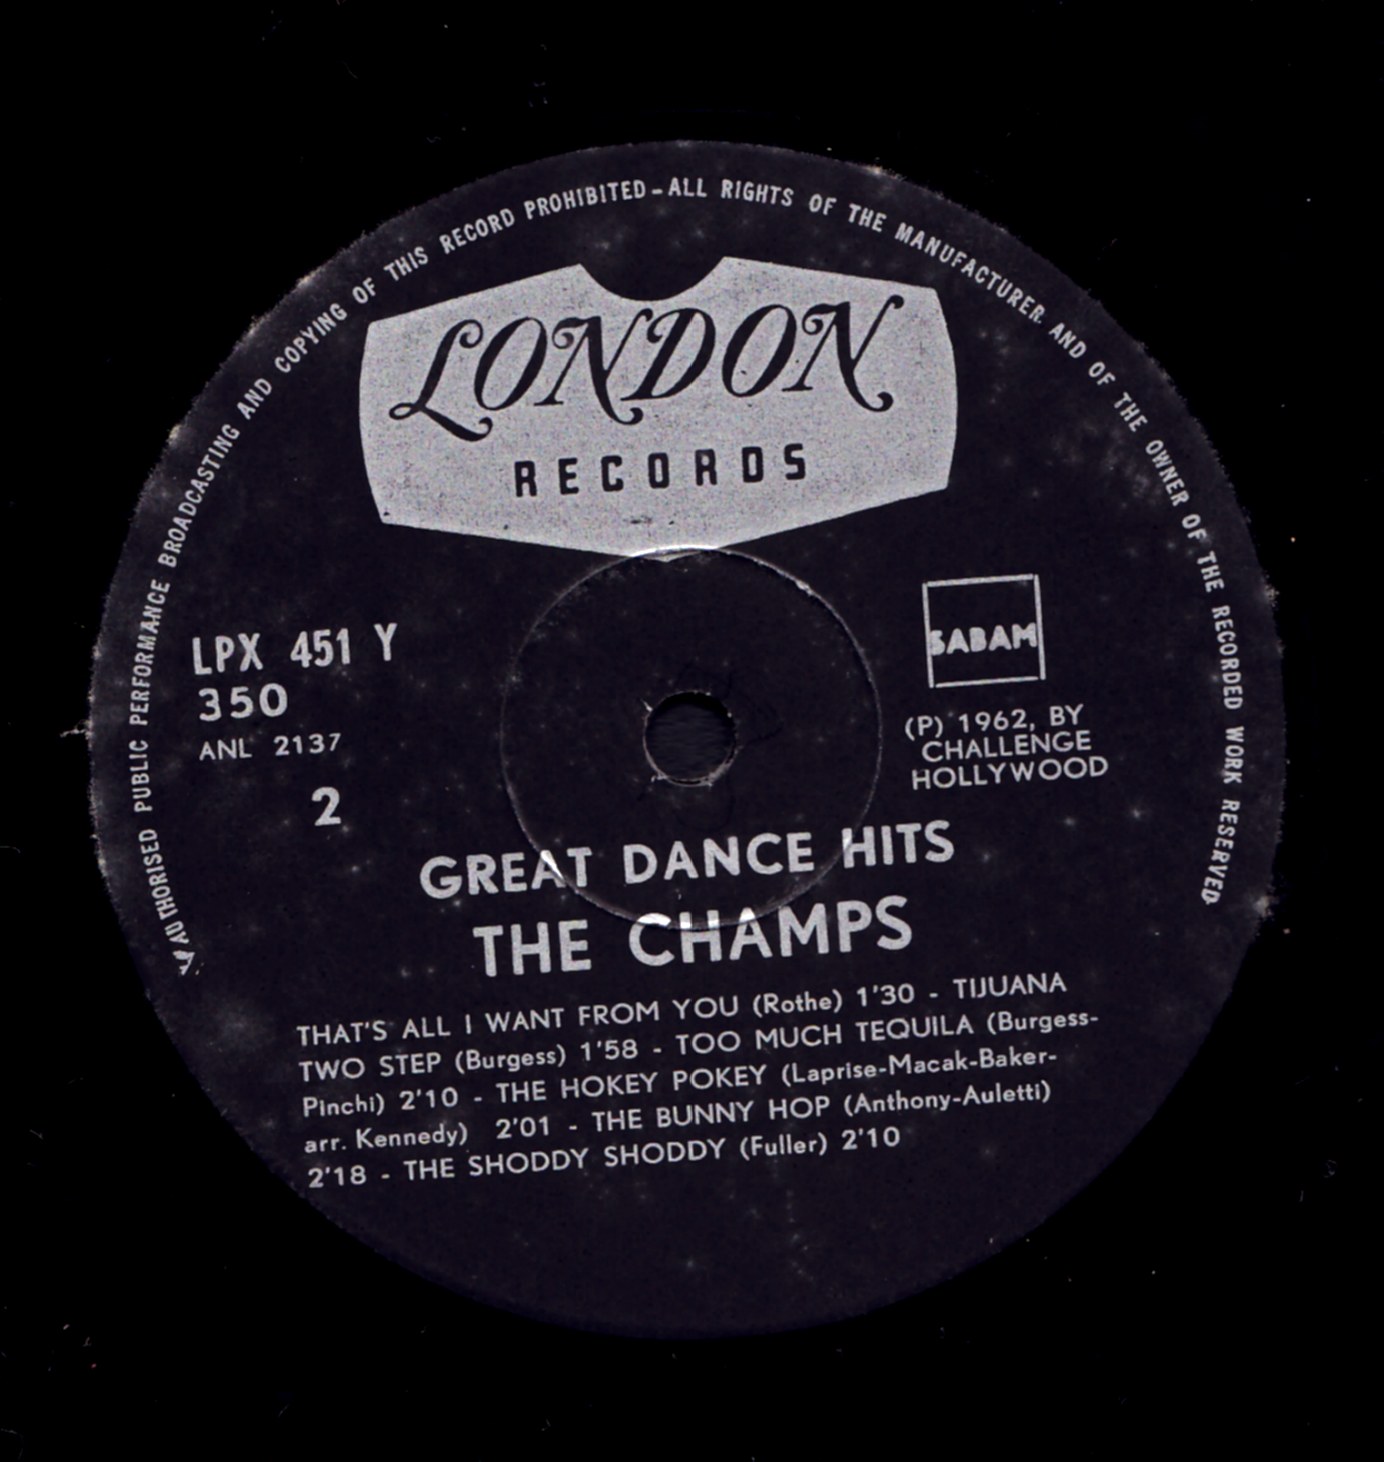 UNAUTHORISED PUBLIC PERFORMANCE BROADCASTING AND COPYING OF THIS RECORD PROHIBITED-ALL RIGHTS OF THE MANUFACTURER AND OF THE OWNER OF THE RECORDED WORK RESERVED
LONDON
RECORDS
LPX 451 Y
350
ANL 2137
2
SABAM
(P) 1962, BY
CHALLENGE
HOLLYWOOD
GREAT DANCE HITS
THE CHAMPS
THAT'S ALL I WANT FROM YOU (Rothe) 1'30 - TIJUANA
TWO STEP (Burgess) 1'58 - TOO MUCH TEQUILA (Burgess-
Pinchi) 2'10 - THE HOKEY POKEY (Laprise-Macak-Baker-
arr. Kennedy) 2'01 - THE BUNNY HOP (Anthony-Auletti)
2'18 - THE SHODDY SHODDY (Fuller) 2'10